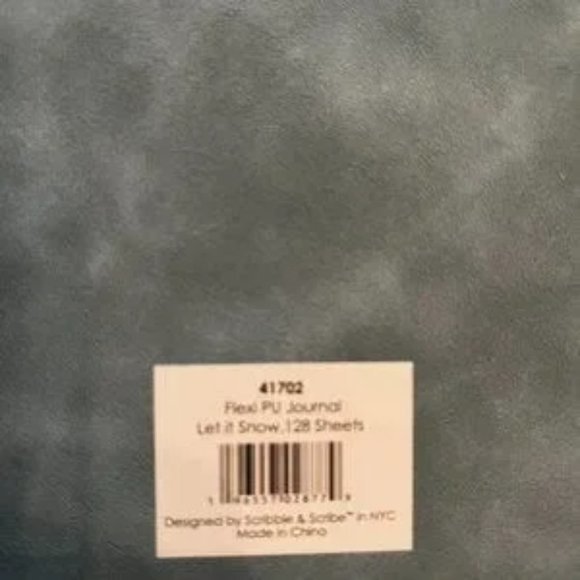 41702
Flexi PU Journal
Let it Snow, 128 Sheets
Designed by Scribble & Scribe™ in NYC
Made in China